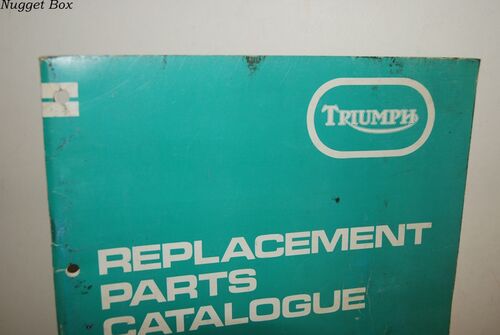 Nugget Box
TRIUMPH
REPLACEMENT
PARTS
CATALOGUE